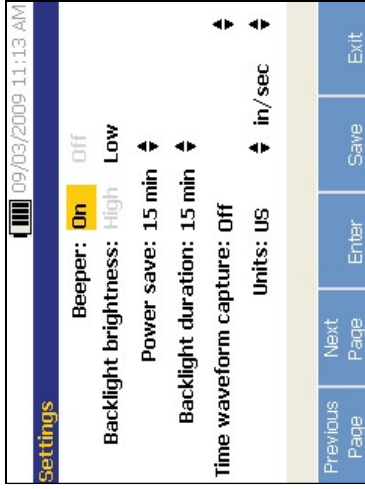 09/03/2009 11:13 AM
Settings
Beeper: On Off
Backlight brightness: High Low
Power save: 15 min
Backlight duration: 15 min
Time waveform capture: Off
Units: US in/sec
Previous Page Next Page Enter Save Exit